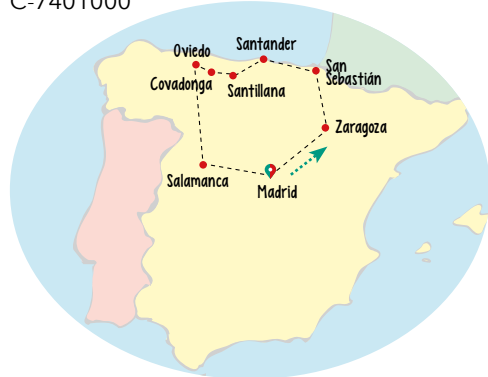 C-7401000
Oviedo
Santander
San
Sebastián
Covadonga
Santillana
Zaragoza
Salamanca
Madrid